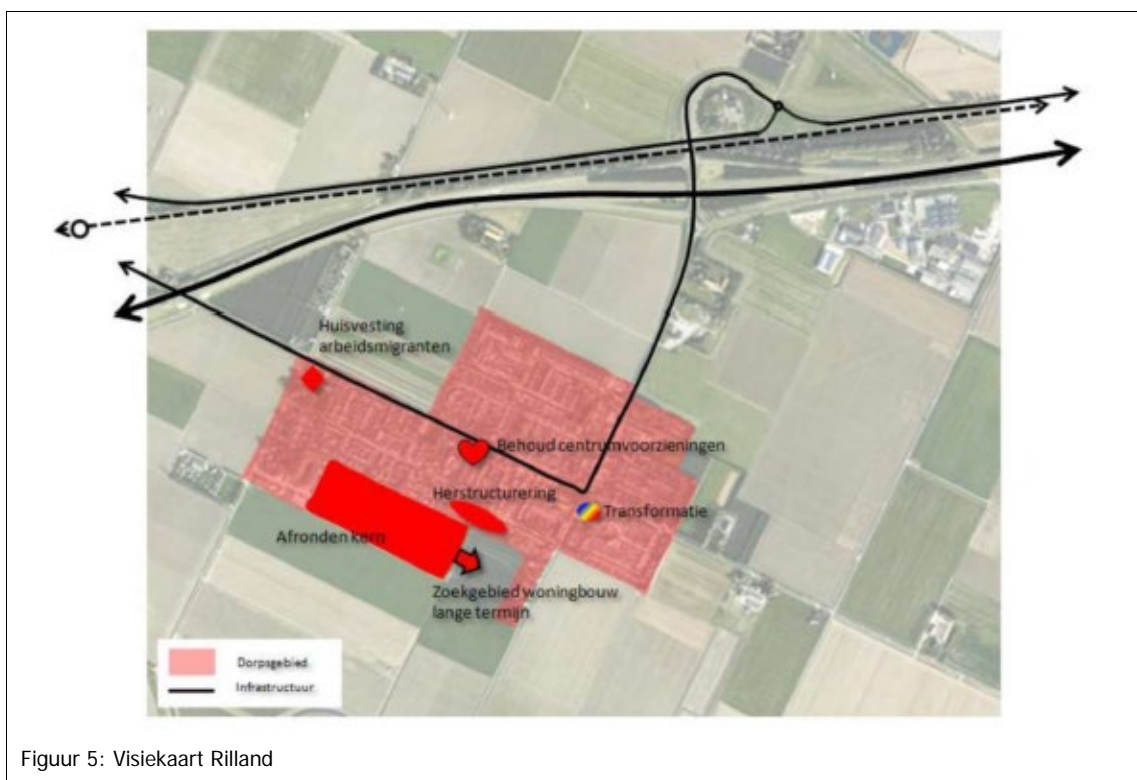 Huisvesting
arbeidsmigranten
Behoud centrumvoorzieningen
Herstructurering
Transformatie
Afronden kern
Zoekgebied woningbouw
lange termijn
Dorpsgebied
Infrastructuur
Figuur 5: Visiekaart Rilland